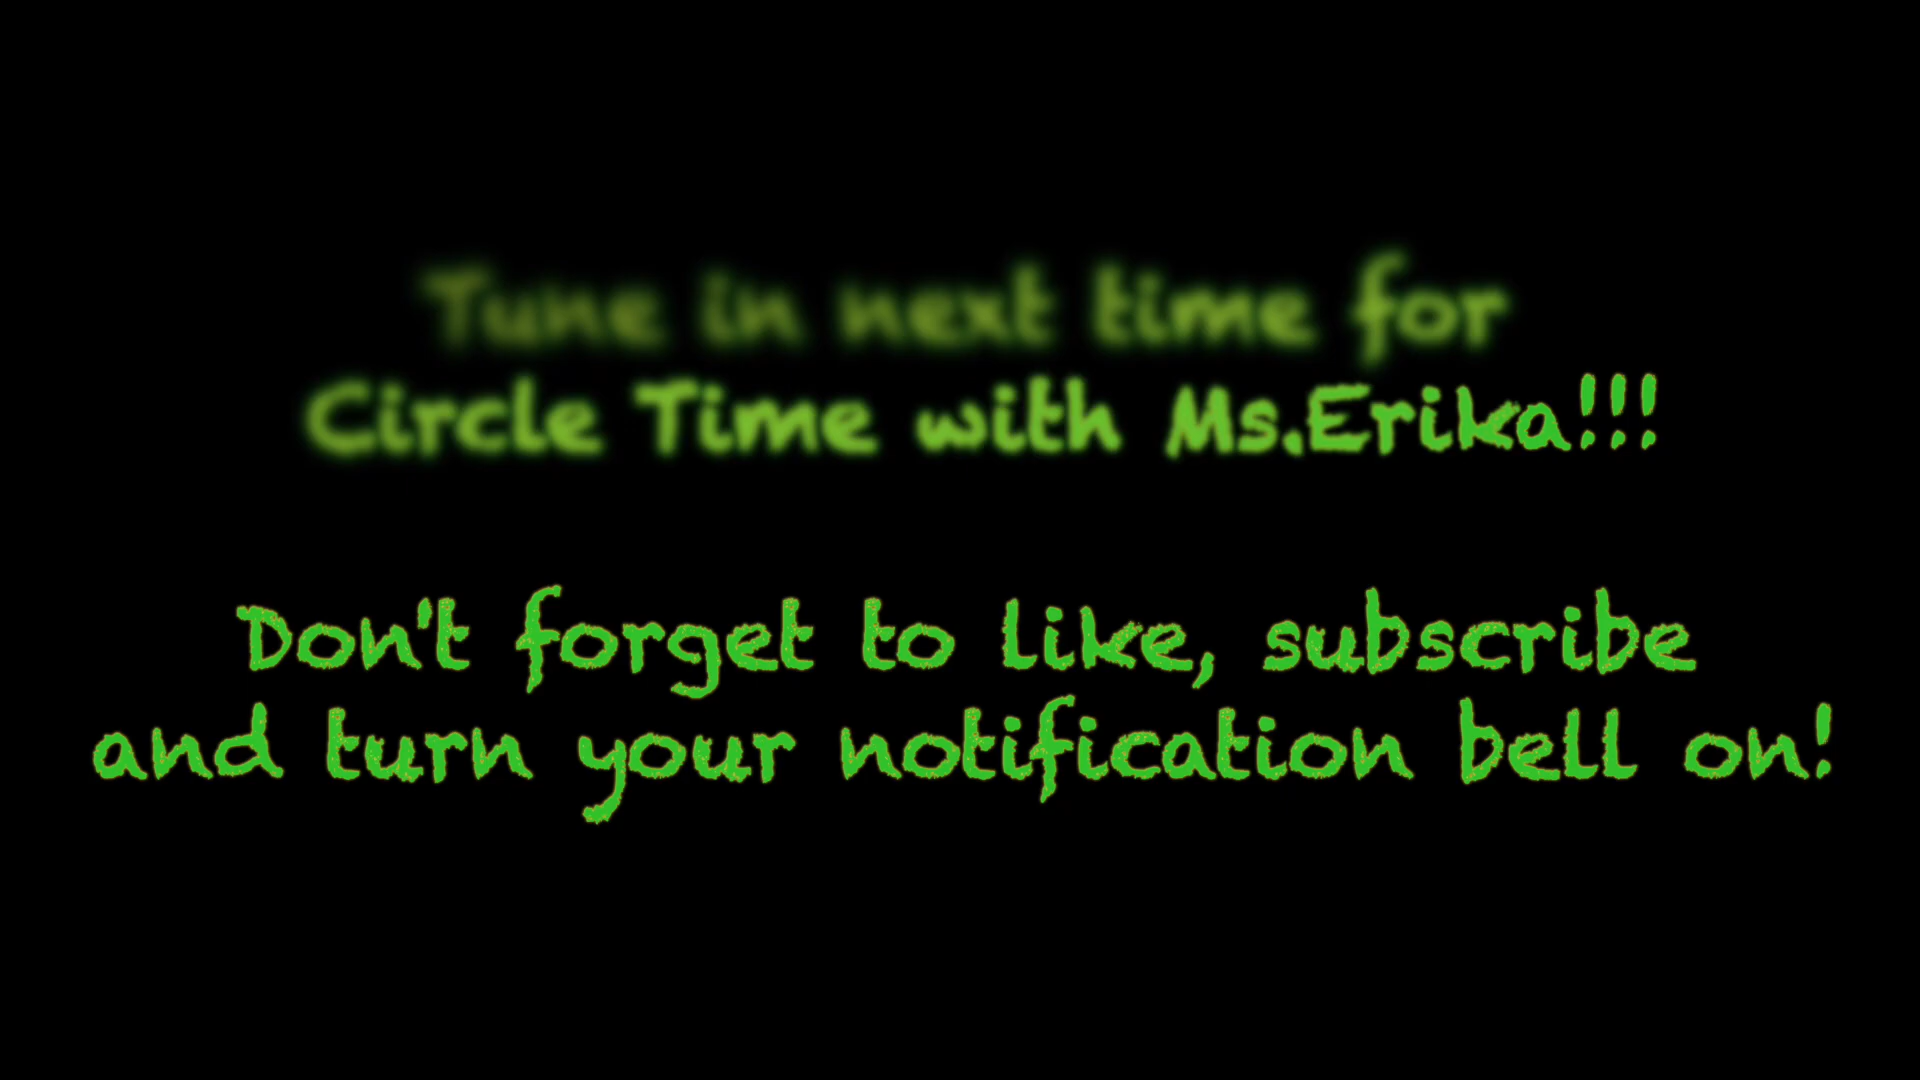 Tune in next time for
Circle Time with Ms.Erika!!!
Don't forget to like, subscribe
and turn your notification bell on!